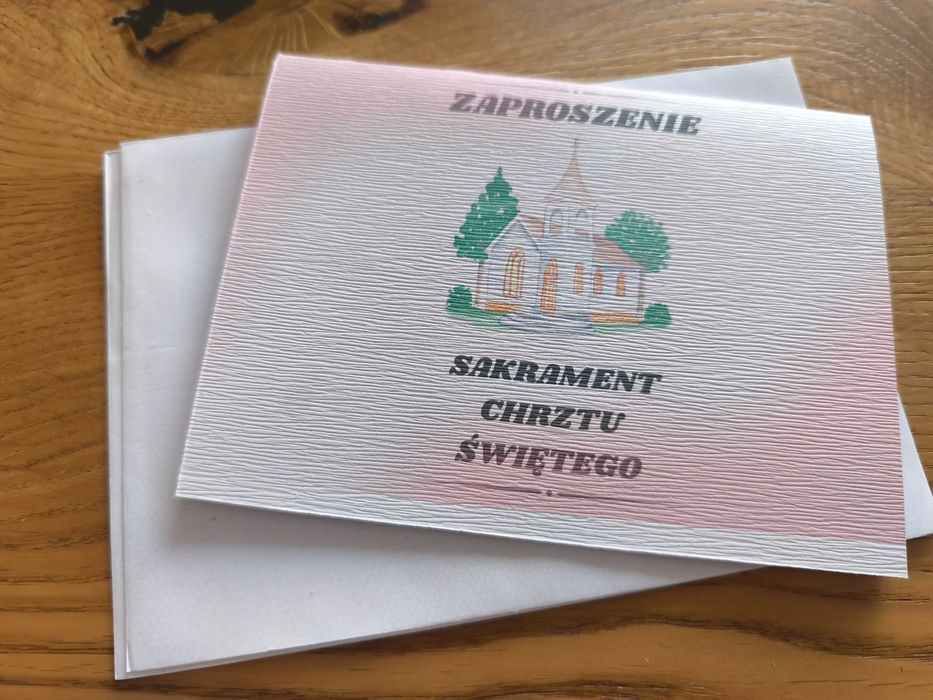 ZAPROSZENIE
SAKRAMENT
CHRZTU
ŚWIĘTEGO